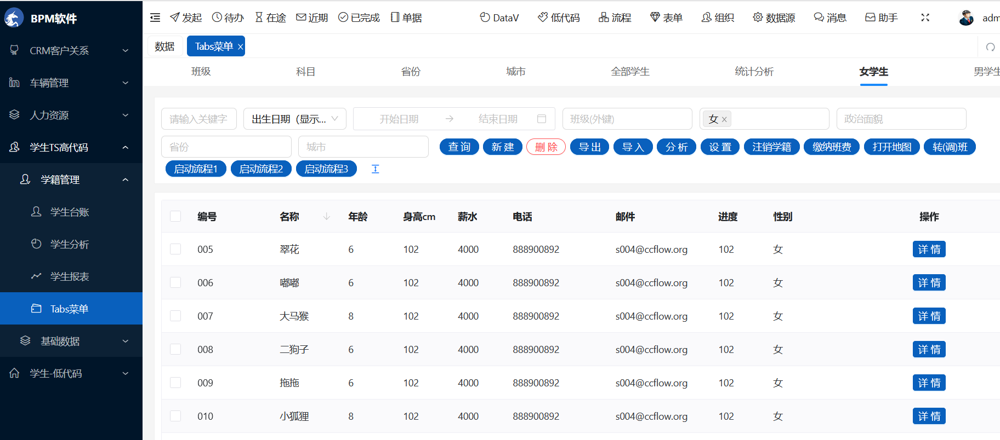 BPM软件
发起 待办 在途 近期 已完成 单据 DataV 低代码 流程 表单 组织 数据源 消息 助手 adm
数据 Tabs菜单
班级 科目 省份 城市 全部学生 统计分析 女学生 男学生
CRM客户关系
车辆管理
人力资源
学生TS高代码
学籍管理
学生台账
学生分析
学生报表
Tabs菜单
基础数据
学生-低代码
请输入关键字 出生日期（显示... 开始日期 结束日期 班级(外键) 女 政治面貌
省份 城市 查 询 新 建 删 除 导 出 导 入 分 析 设 置 注销学籍 缴纳班费 打开地图 转(调)班
启动流程1 启动流程2 启动流程3
编号 名称 年龄 身高cm 薪水 电话 邮件 进度 性别 操作
005 翠花 6 102 4000 888900892 s004@ccflow.org 102 女 详 情
006 嘟嘟 6 102 4000 888900892 s004@ccflow.org 102 女 详 情
007 大马猴 8 102 4000 888900892 s004@ccflow.org 102 女 详 情
008 二狗子 6 102 4000 888900892 s004@ccflow.org 102 女 详 情
009 拖拖 6 102 4000 888900892 s004@ccflow.org 102 女 详 情
010 小狐狸 8 102 4000 888900892 s004@ccflow.org 102 女 详 情